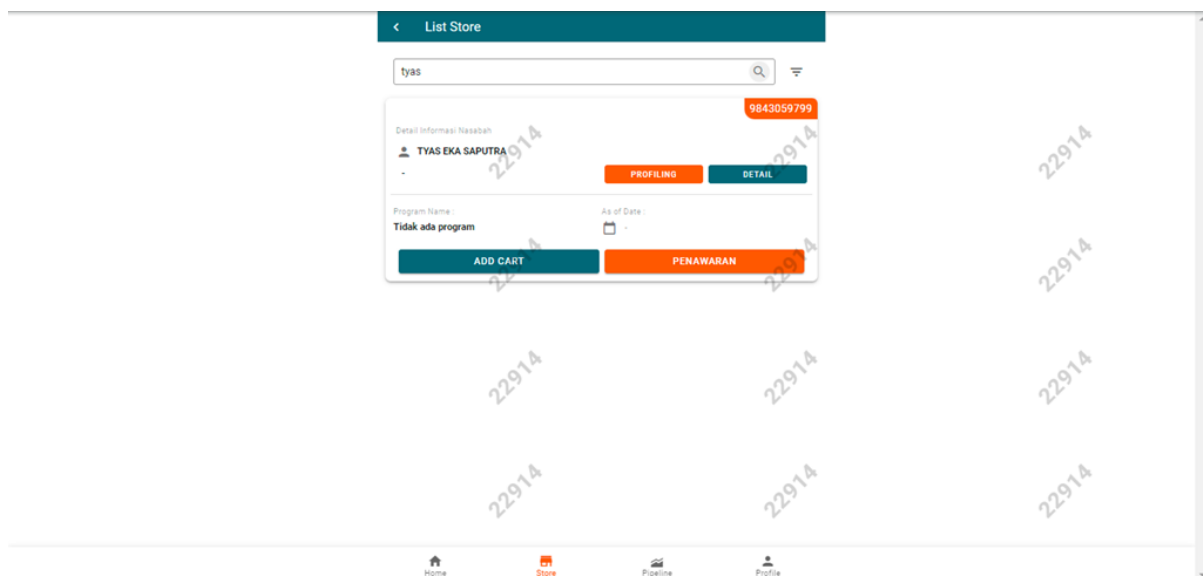 List Store
tyas
9843059799
Detail Informasi Nasabah
TYAS EKA SAPUTRA
-
PROFILING DETAIL
Program Name : As of Date :
Tidak ada program -
ADD CART PENAWARAN
22914 22914 22914
22914 22914 22914
22914 22914 22914
22914 22914 22914
Home Store Pipeline Profile